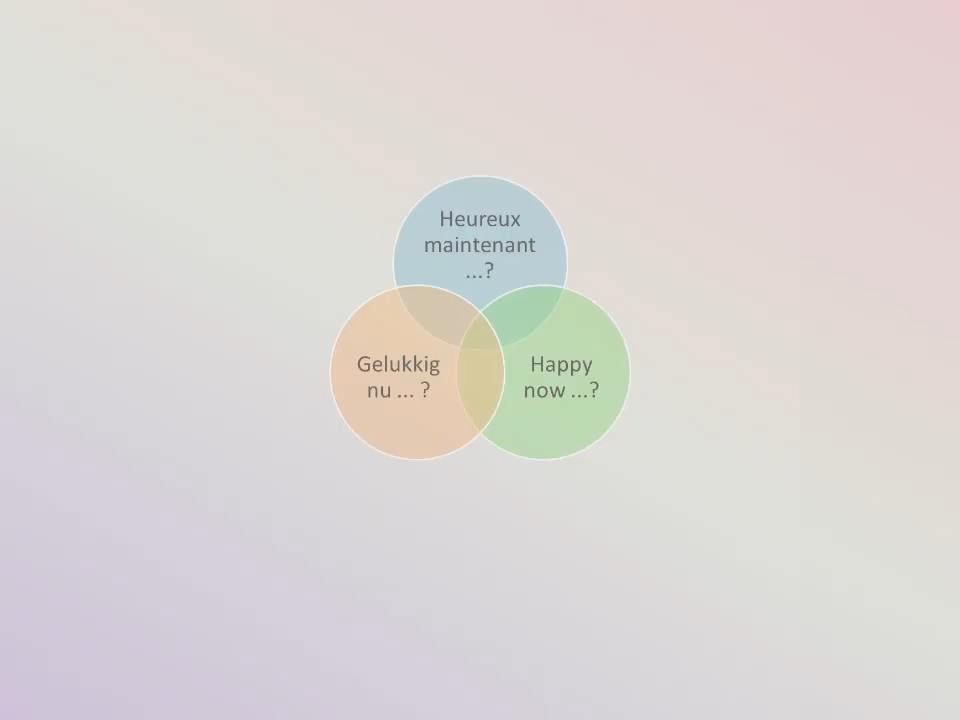 Heureux
maintenant
...?
Gelukkig
nu ... ?
Happy
now ...?